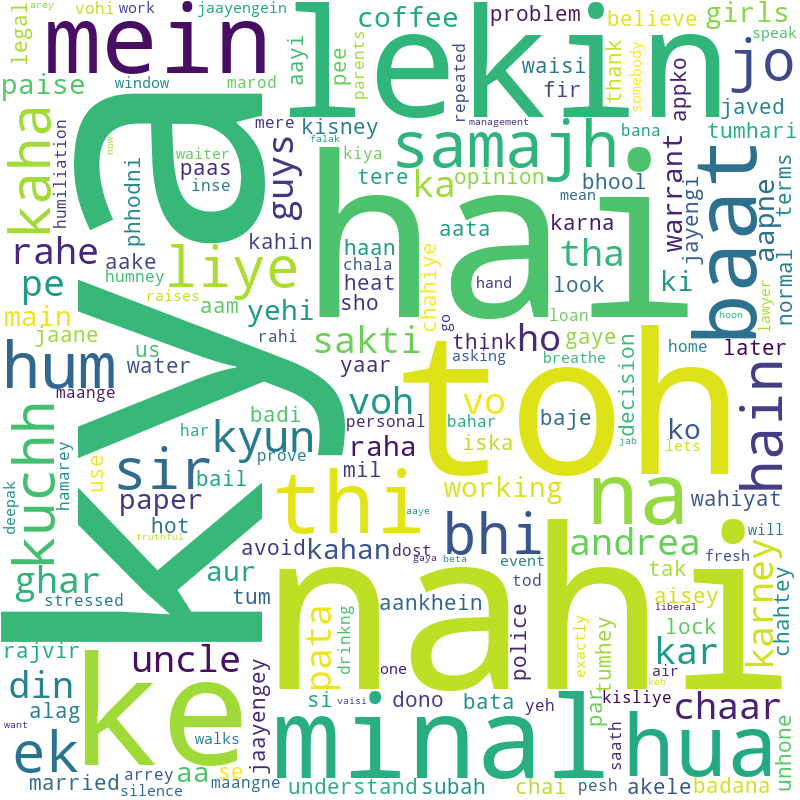 arey
vohi
work
jaayengein
legal
mein
lekin
coffee
problem
girls
believe
speak
jo
paise
window
marod
aayi
pee
parents
repeated
waisi
fir
thank
somebody
appko
javed
kaha
humiliation
now
mere
falak
management
kisney
samajh
bana
tumhari
waiter
paas
inse
phhodni
guys
kiya
tere
ka
opinion
bhool
mean
warrant
jayengi
aapne
terms
normal
baat
Kya
hai
rahe
aake
kahin
haan
chala
heat
sho
aata
karna
tha
look
hand
ki
pe
humney
liye
raises
aam
yehi
chahiye
go
loan
hoon
lawyer
main
jaane
us
water
rahi
sakti
yaar
think
ho
gaye
asking
breathe
decision
home
later
hum
maange
toh
kuchh
har
badi
kyun
voh
personal
bahar
vo
baje
jab
ko
lets
hain
prove
raha
iska
deepak
hamarey
use
sir
bail
mil
paper
thi
working
na
wahiyat
hot
truthful
aaye
avoid
kahan
dost
gaya
beta
bhi
event
tod
andrea
fresh
will
ghar
stressed
aur
tum
nahi
aankhein
tak
aisey
liberal
karney
chahtey
rajvir
ke
uncle
pata
drinkng
one
police
exactly
tumhey
kar
lock
air
keh
din
alag
want
walks
jaayengey
si
vaisi
dono
bata
yeh
par
kisliye
chaar
ek
married
arrey
silence
aa
se
maangne
minal
understand
subah
chai
pesh
saath
hua
akele
badana
unhone